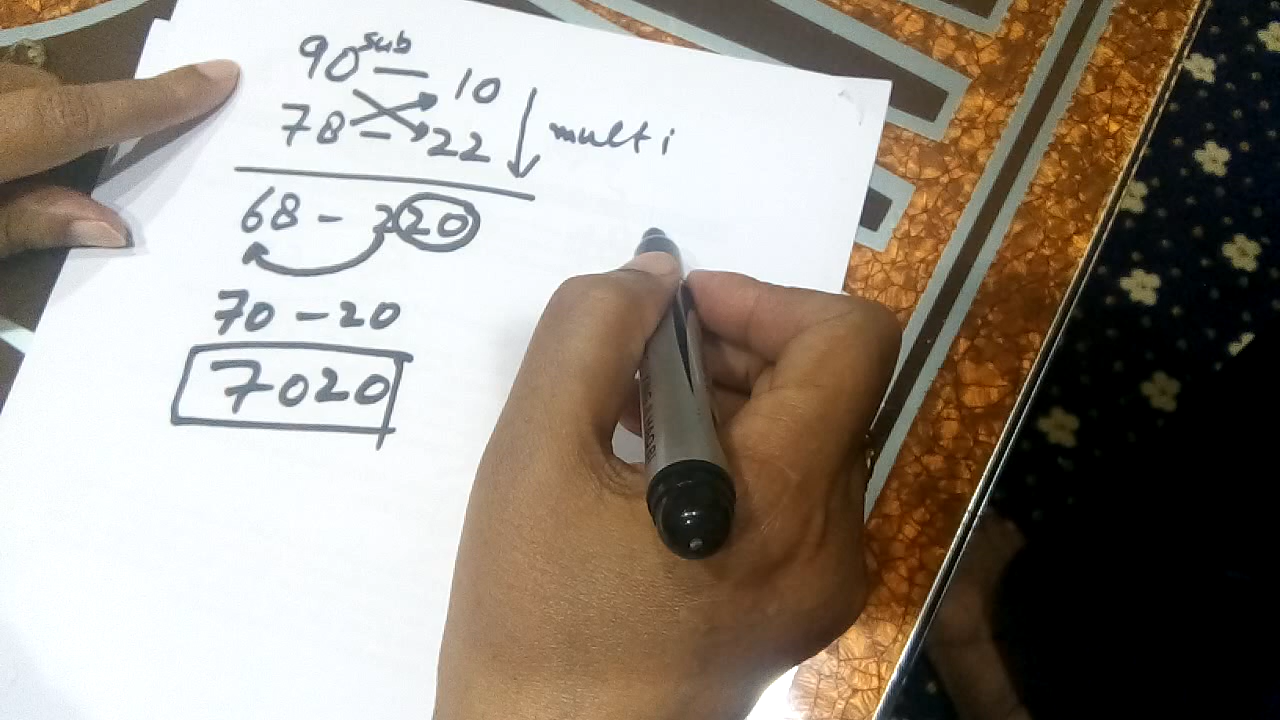 90 sub — 10
78 — 22 multi
68 - 220
70 - 20
7020